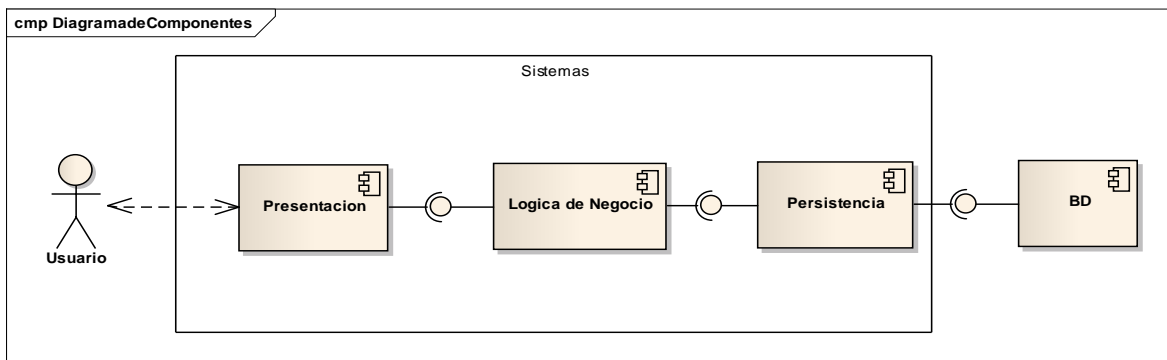 cmp DiagramadeComponentes
Sistemas
Usuario
Presentacion
Logica de Negocio
Persistencia
BD